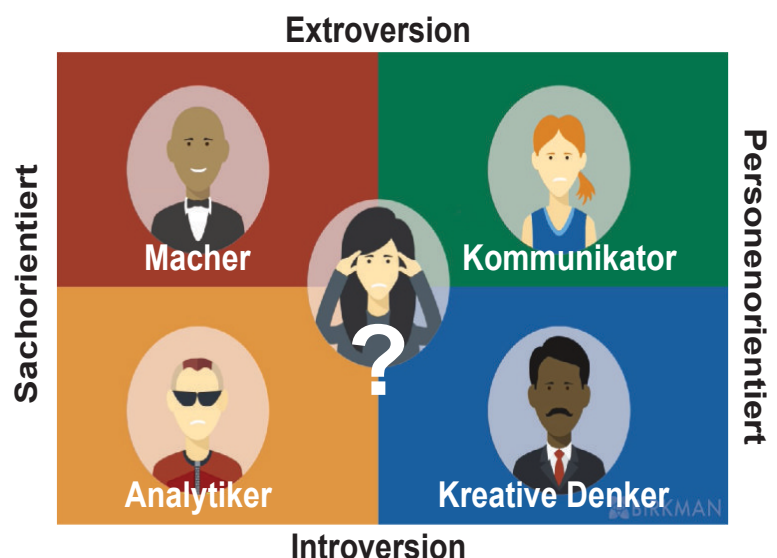 Extroversion
Sachorientiert
Personenorientiert
Macher
Kommunikator
?
Analytiker
Kreative Denker
BIRKMAN
Introversion